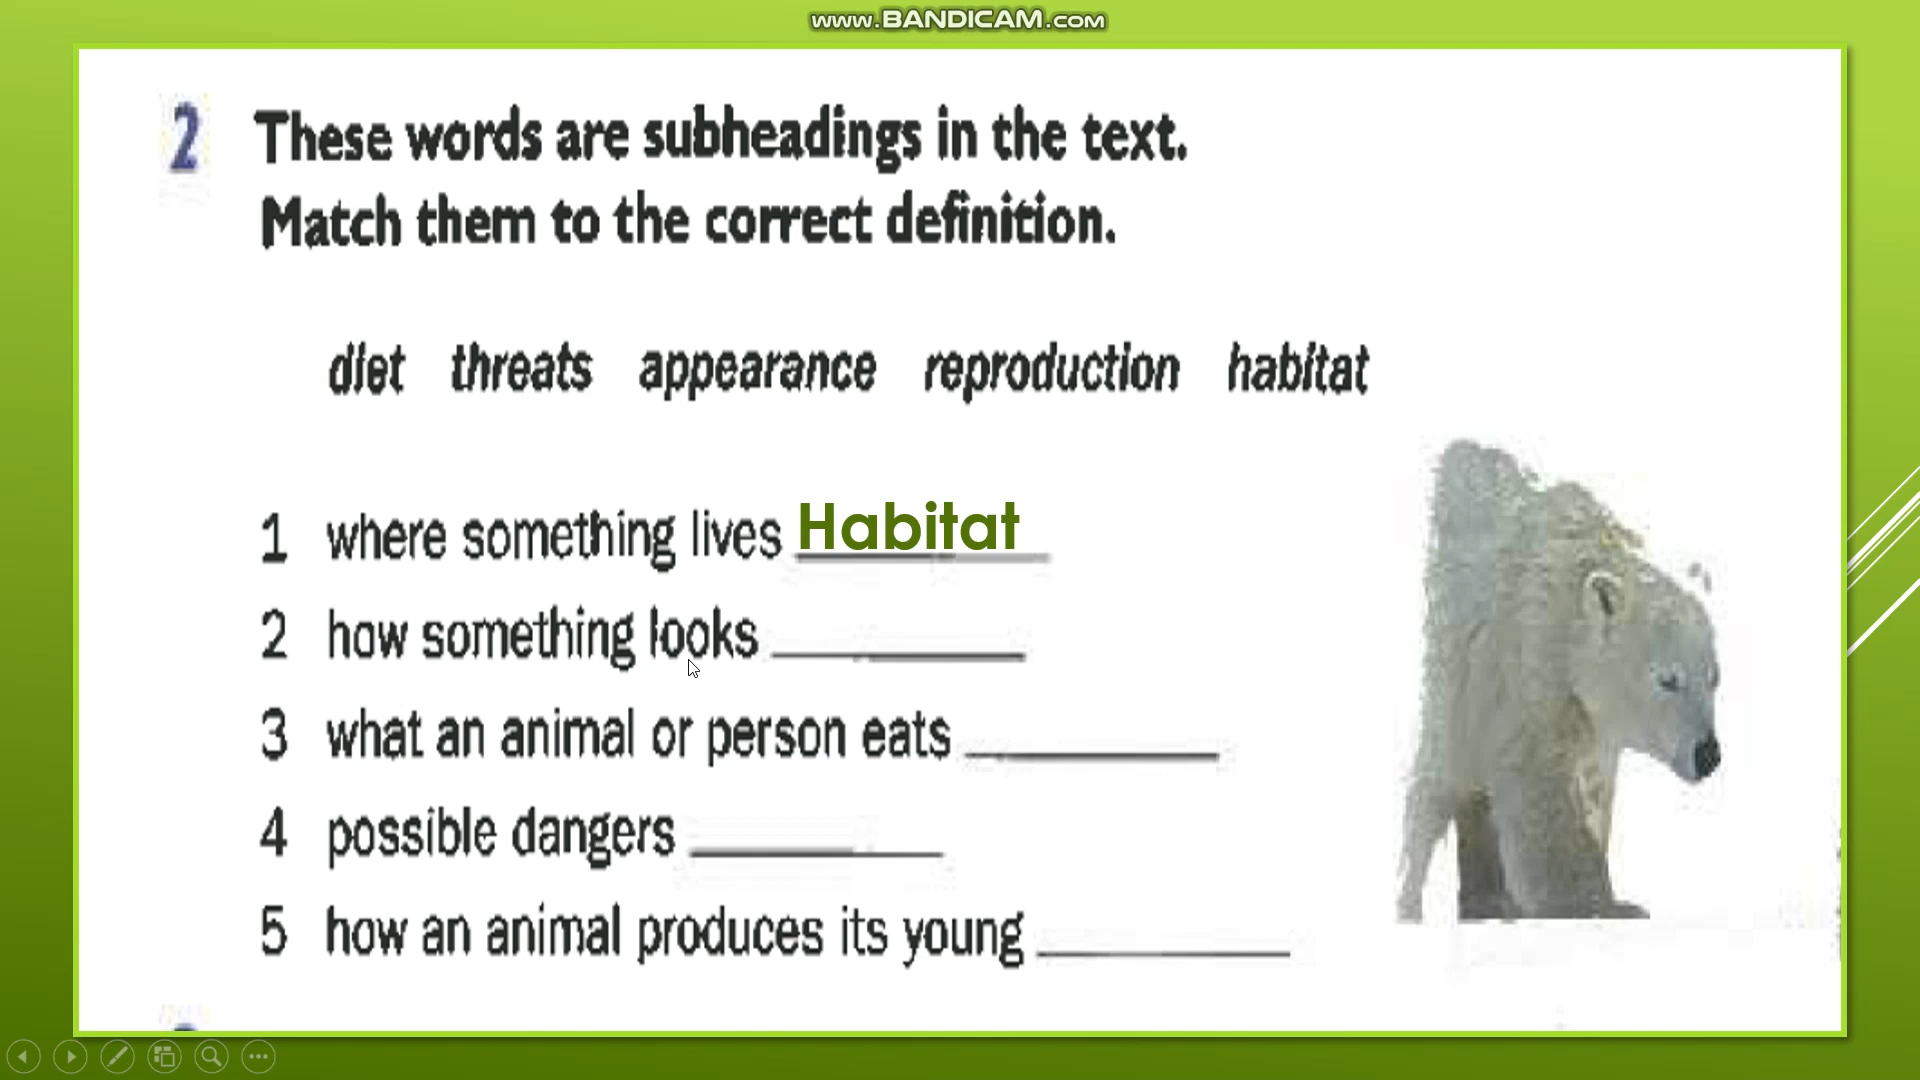 www.BANDICAM.com
2 These words are subheadings in the text.
Match them to the correct definition.
diet threats appearance reproduction habitat
1 where something lives Habitat
2 how something looks
3 what an animal or person eats
4 possible dangers
5 how an animal produces its young